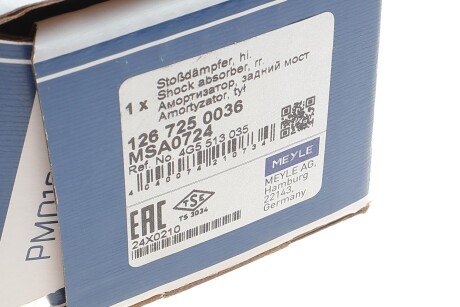 Stoßdämpfer, hi.
Shock absorber, rr.
1 x Амортизатор, задний мост
Amortyzator, tył
126 725 0036
MSA0724
Ref. No. 4G5 513 035
MEYLE
MEYLE AG,
Hamburg
22143,
Germany
EAC
TSE
TS 3034
24X0210